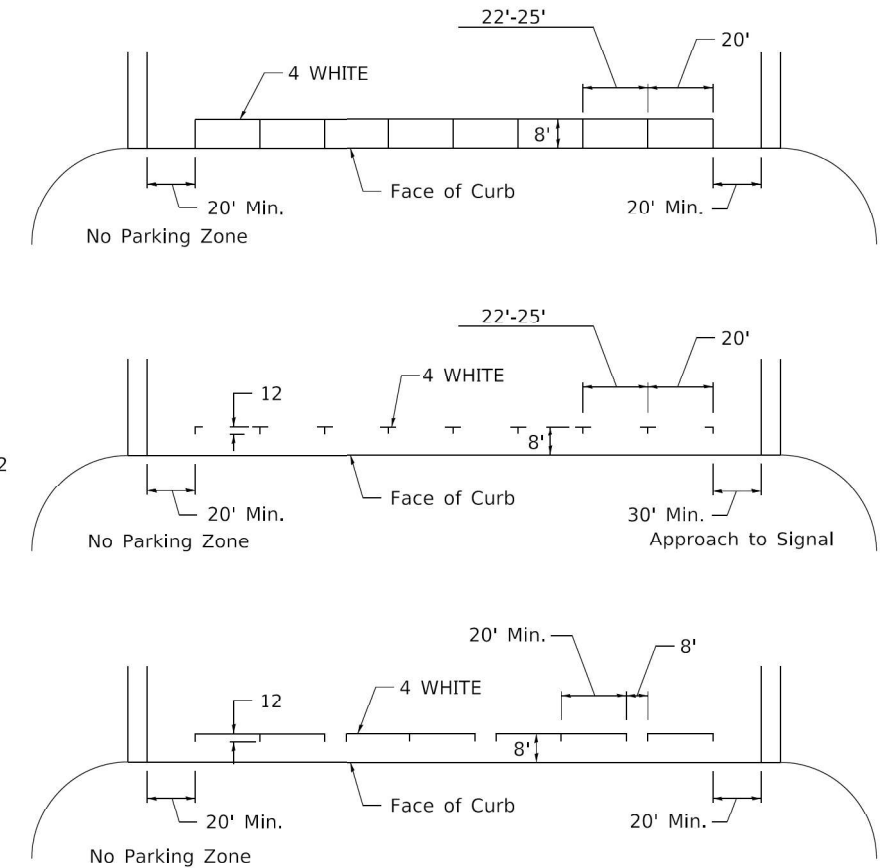 22'-25'
20'
4 WHITE
8'
Face of Curb
20' Min.
20' Min.
No Parking Zone
22'-25'
20'
4 WHITE
12
8'
2
Face of Curb
20' Min.
30' Min.
No Parking Zone
Approach to Signal
20' Min.
8'
4 WHITE
12
8'
Face of Curb
20' Min.
20' Min.
No Parking Zone